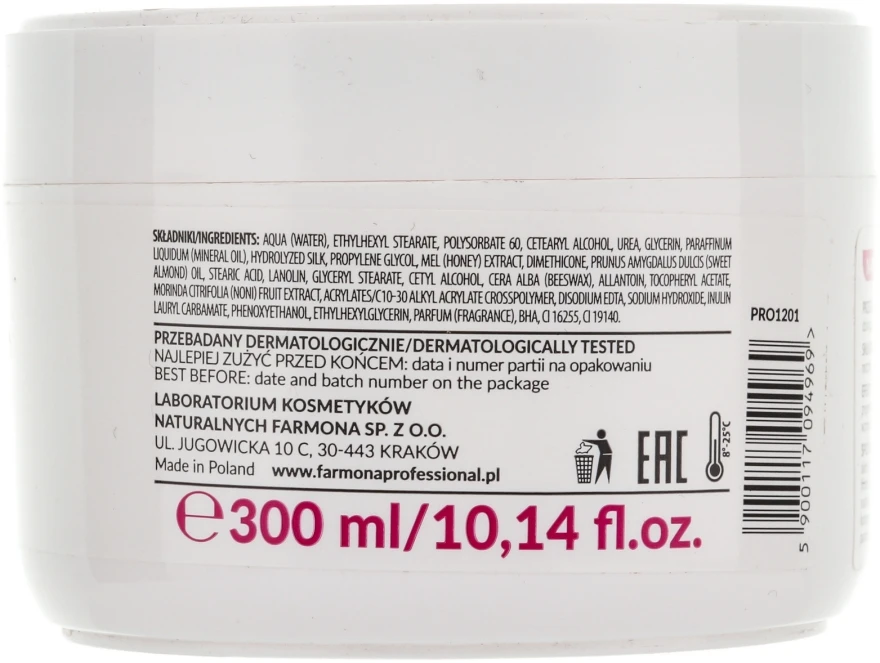 SKŁADNIKI/INGREDIENTS: AQUA (WATER), ETHYLHEXYL STEARATE, POLYSORBATE 60, CETEARYL ALCOHOL, UREA, GLYCERIN, PARAFFINUM
LIQUIDUM (MINERAL OIL), HYDROLYZED SILK, PROPYLENE GLYCOL, MEL (HONEY) EXTRACT, DIMETHICONE, PRUNUS AMYGDALUS DULCIS (SWEET
ALMOND) OIL, STEARIC ACID, LANOLIN, GLYCERYL STEARATE, CETYL ALCOHOL, CERA ALBA (BEESWAX), ALLANTOIN, TOCOPHERYL ACETATE,
MORINDA CITRIFOLIA (NONI) FRUIT EXTRACT, ACRYLATES/C10-30 ALKYL ACRYLATE CROSSPOLYMER, DISODIUM EDTA, SODIUM HYDROXIDE, INULIN
LAURYL CARBAMATE, PHENOXYETHANOL, ETHYLHEXYLGLYCERIN, PARFUM (FRAGRANCE), BHA, CI 16255, CI 19140.
PRZEBADANY DERMATOLOGICZNIE/DERMATOLOGICALLY TESTED
NAJLEPIEJ ZUŻYĆ PRZED KOŃCEM: data i numer partii na opakowaniu
BEST BEFORE: date and batch number on the package
LABORATORIUM KOSMETYKÓW
NATURALNYCH FARMONA SP. Z O.O.
UL. JUGOWICKA 10 C, 30-443 KRAKÓW
Made in Poland www.farmonaprofessional.pl
EAC
8°-25°C
℮300 ml/10,14 fl.oz.
PRO1201
5 900117 094969 >